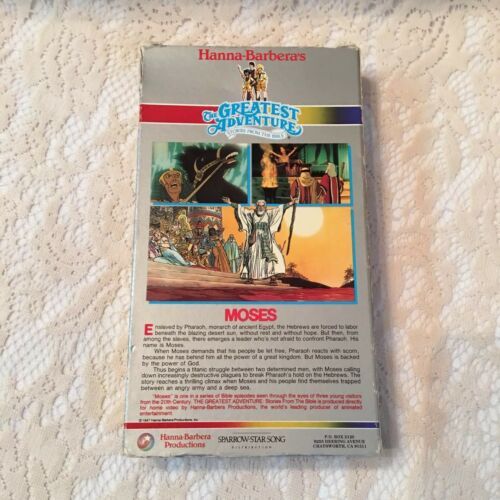 Hanna-Barbera's
The GREATEST
ADVENTURE
STORIES FROM THE BIBLE
MOSES
Enslaved by Pharaoh, monarch of ancient Egypt, the Hebrews are forced to labor
beneath the blazing desert sun, without rest and without hope. But then, from
among the slaves, there emerges a leader who's not afraid to confront Pharaoh. His
name is Moses.
When Moses demands that his people be let free, Pharaoh reacts with scorn,
because he has behind him all the power of a great kingdom. But Moses is backed
by the power of God.
Thus begins a titanic struggle between two determined men, with Moses calling
down increasingly destructive plagues to break Pharaoh's hold on the Hebrews. The
story reaches a thrilling climax when Moses and his people find themselves trapped
between an angry army and a deep sea.
"Moses" is one in a series of Bible episodes seen through the eyes of three young visitors
from the 20th Century. THE GREATEST ADVENTURE: Stories From The Bible is produced directly
for home video by Hanna-Barbera Productions, the world's leading producer of animated
entertainment.
Hanna-Barbera
Productions
SPARROW-STAR SONG
DISTRIBUTION
P.O. BOX 2120
9255 DEERING AVENUE
CHATSWORTH, CA 91311